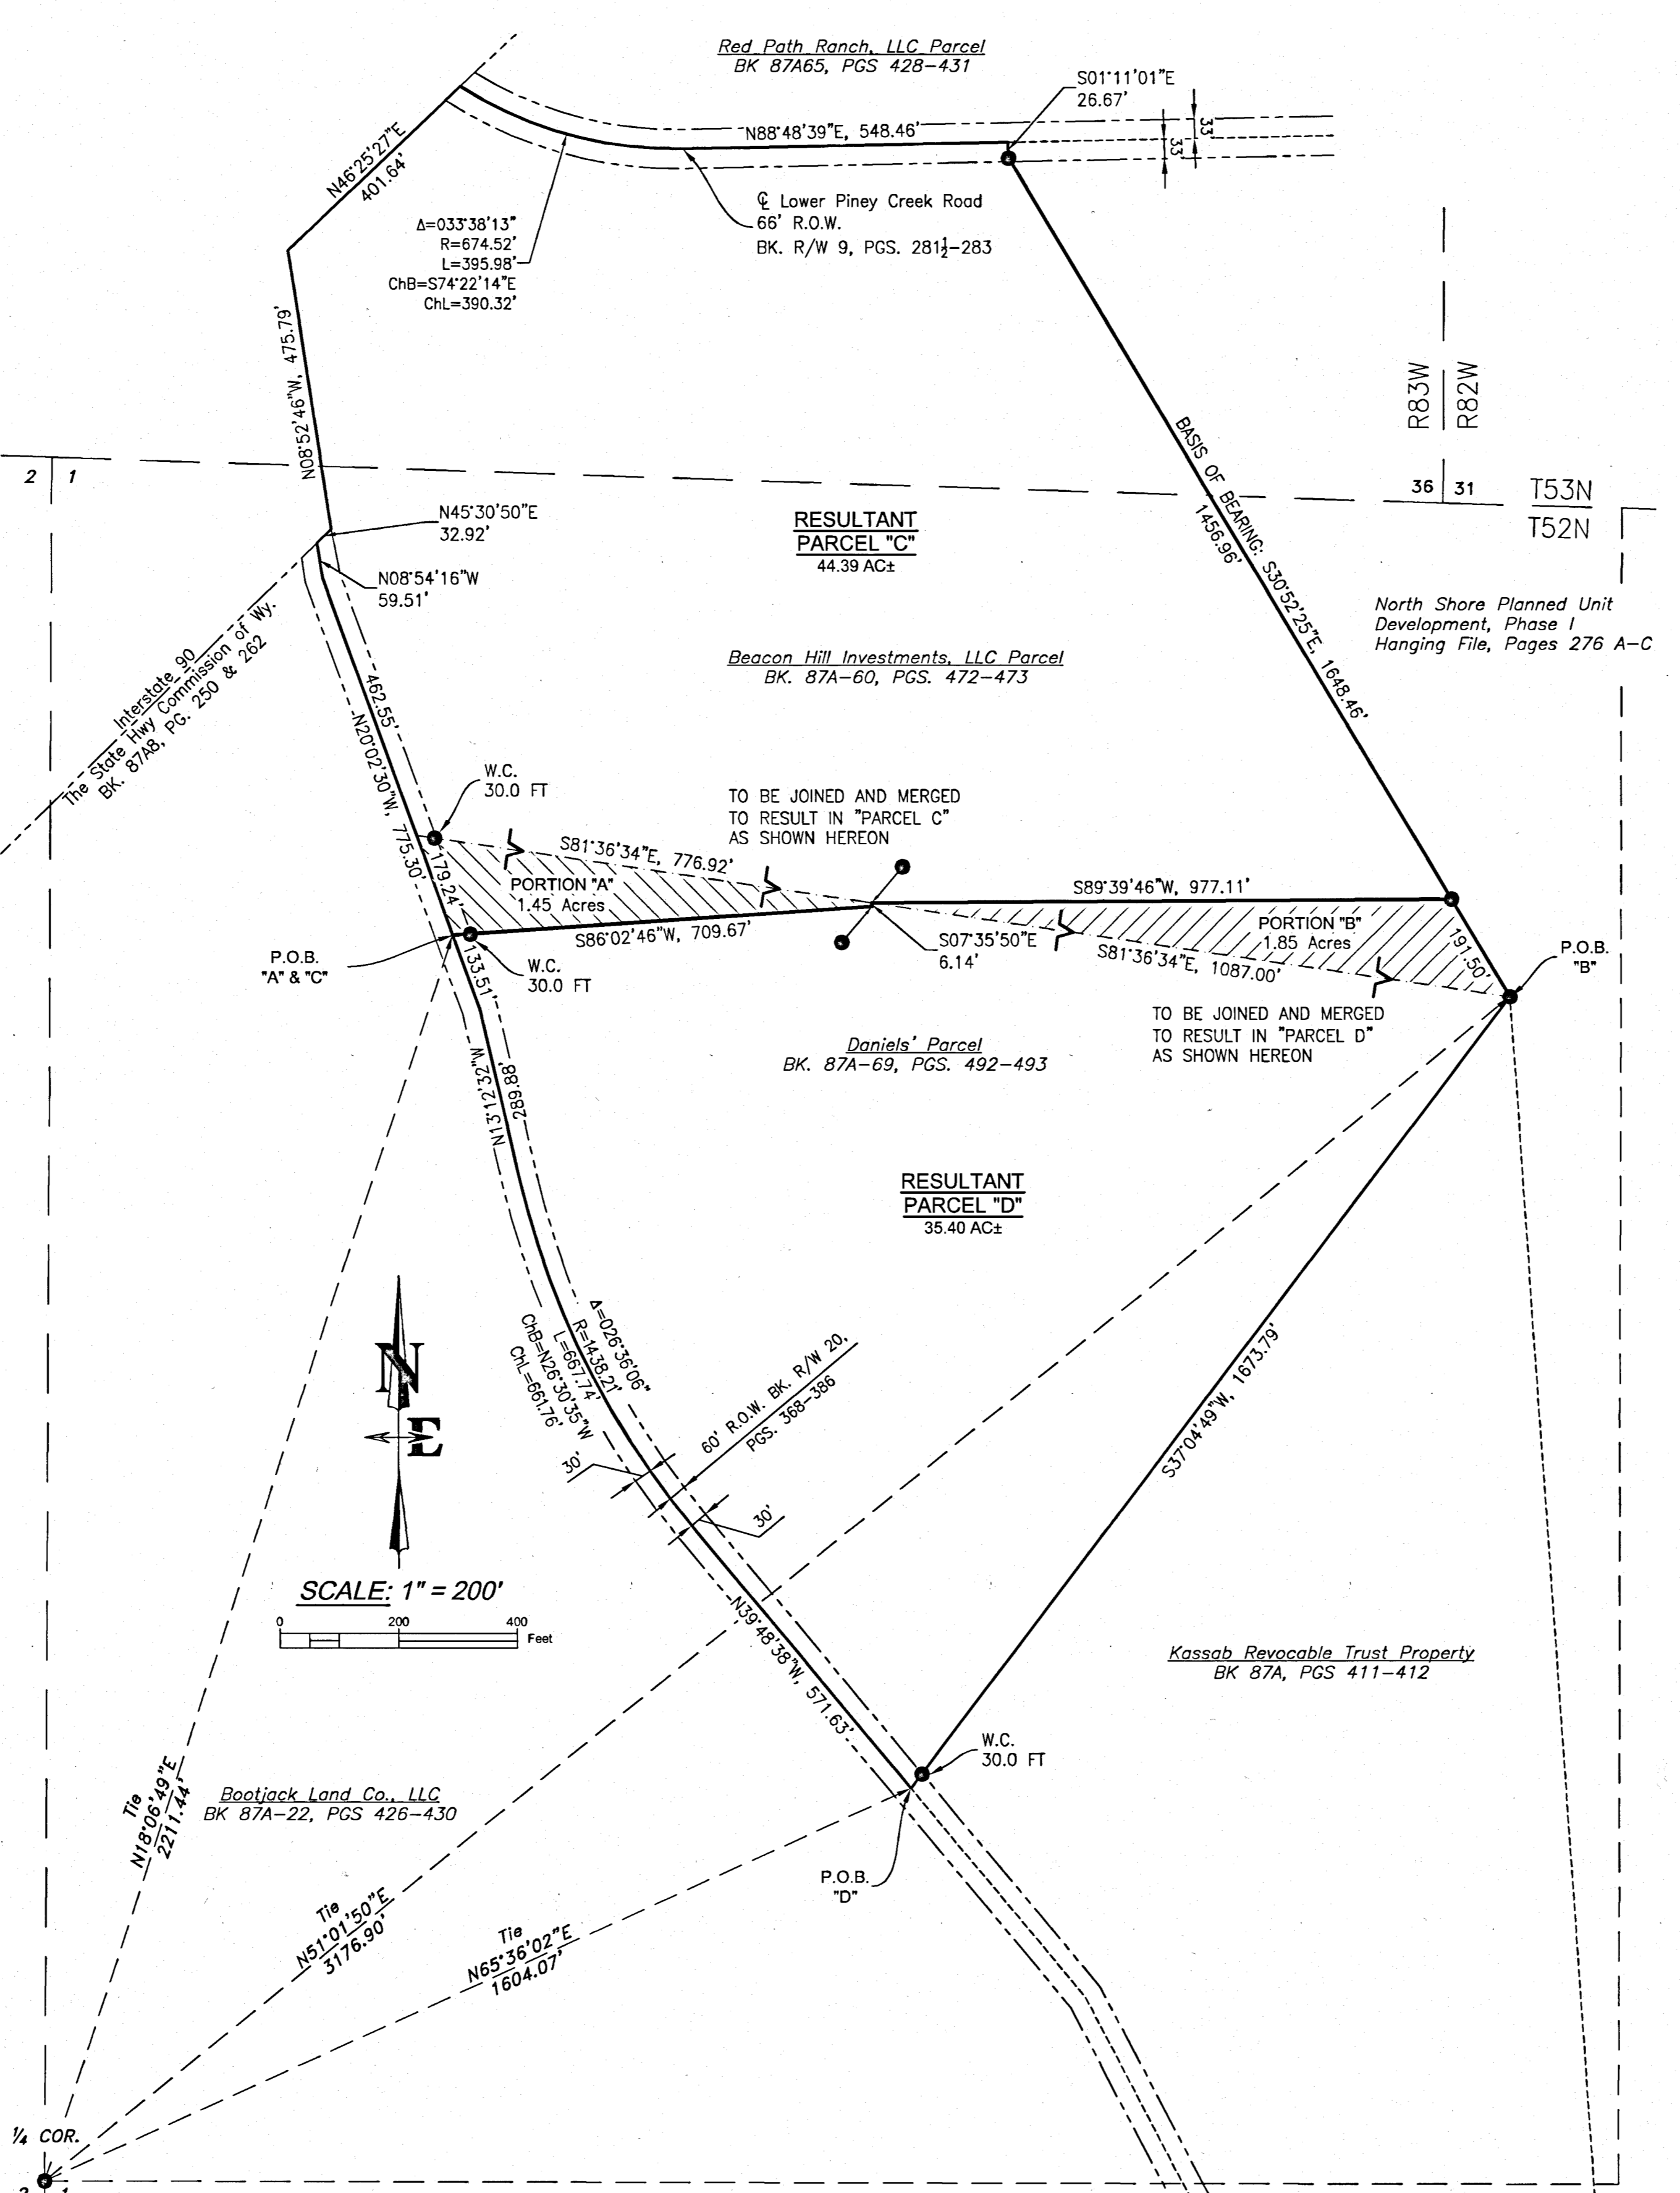 Red Path Ranch, LLC Parcel
BK 87A65, PGS 428-431
S01°11'01"E
26.67'
N88°48'39"E, 548.46'
33'
33'
N46°25'27"E
401.64'
℄ Lower Piney Creek Road
66' R.O.W.
BK. R/W 9, PGS. 281½-283
Δ=033°38'13"
R=674.52'
L=395.98'
ChB=S74°22'14"E
ChL=390.32'
N08°52'46"W, 475.79'
R83W
R82W
BASIS OF BEARING: S30°52'25"E, 1648.46'
1456.96'
2
1
36
31
T53N
T52N
N45°30'50"E
32.92'
RESULTANT
PARCEL "C"
44.39 AC±
N08°54'16"W
59.51'
Interstate 90
The State Hwy Commission of Wy.
BK. 87A8, PG. 250 & 262
North Shore Planned Unit
Development, Phase I
Hanging File, Pages 276 A-C
Beacon Hill Investments, LLC Parcel
BK. 87A-60, PGS. 472-473
462.55'
N20°02'30"W, 775.30'
W.C.
30.0 FT
TO BE JOINED AND MERGED
TO RESULT IN "PARCEL C"
AS SHOWN HEREON
S81°36'34"E, 776.92'
179.24'
PORTION "A"
1.45 Acres
S89°39'46"W, 977.11'
PORTION "B"
1.85 Acres
191.50'
S86°02'46"W, 709.67'
S07°35'50"E
6.14'
S81°36'34"E, 1087.00'
P.O.B.
"B"
P.O.B.
"A" & "C"
133.51'
W.C.
30.0 FT
TO BE JOINED AND MERGED
TO RESULT IN "PARCEL D"
AS SHOWN HEREON
Daniels' Parcel
BK. 87A-69, PGS. 492-493
289.88'
N13°12'32"W
RESULTANT
PARCEL "D"
35.40 AC±
N
E
Δ=026°36'06"
R=1438.21'
L=667.74'
ChB=N26°30'35"W
ChL=661.76'
60' R.O.W. BK. R/W 20,
PGS. 368-386
30'
30'
S37°04'49"W, 1673.79'
SCALE: 1" = 200'
0 200 400
Feet
N39°48'38"W, 571.63'
Kassab Revocable Trust Property
BK 87A, PGS 411-412
W.C.
30.0 FT
P.O.B.
"D"
Tie
N18°06'49"E
2211.44'
Bootjack Land Co., LLC
BK 87A-22, PGS 426-430
Tie
N51°01'50"E
3176.90'
Tie
N65°36'02"E
1604.07'
¼ COR.
2
1